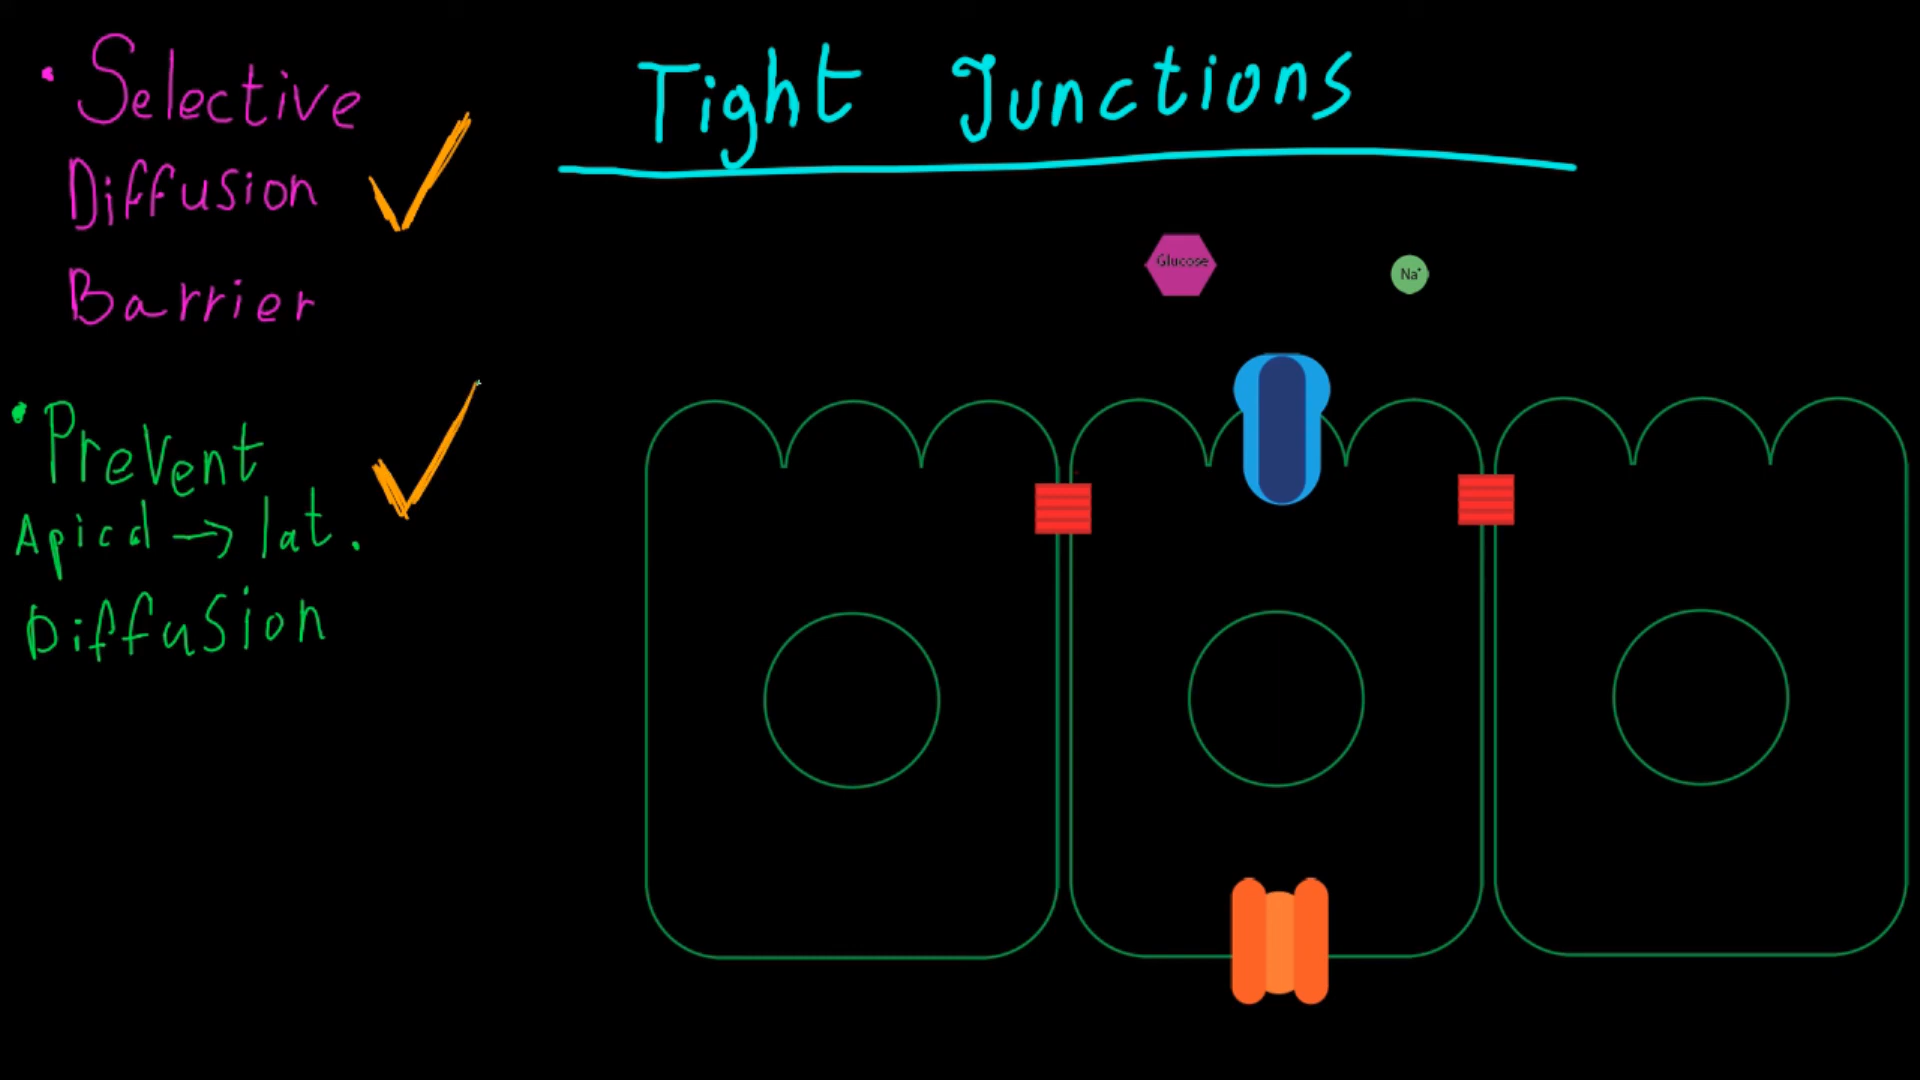 Tight Junctions
• Selective
Diffusion
Barrier
• Prevent
Apical → lat.
Diffusion
Glucose
Na⁺